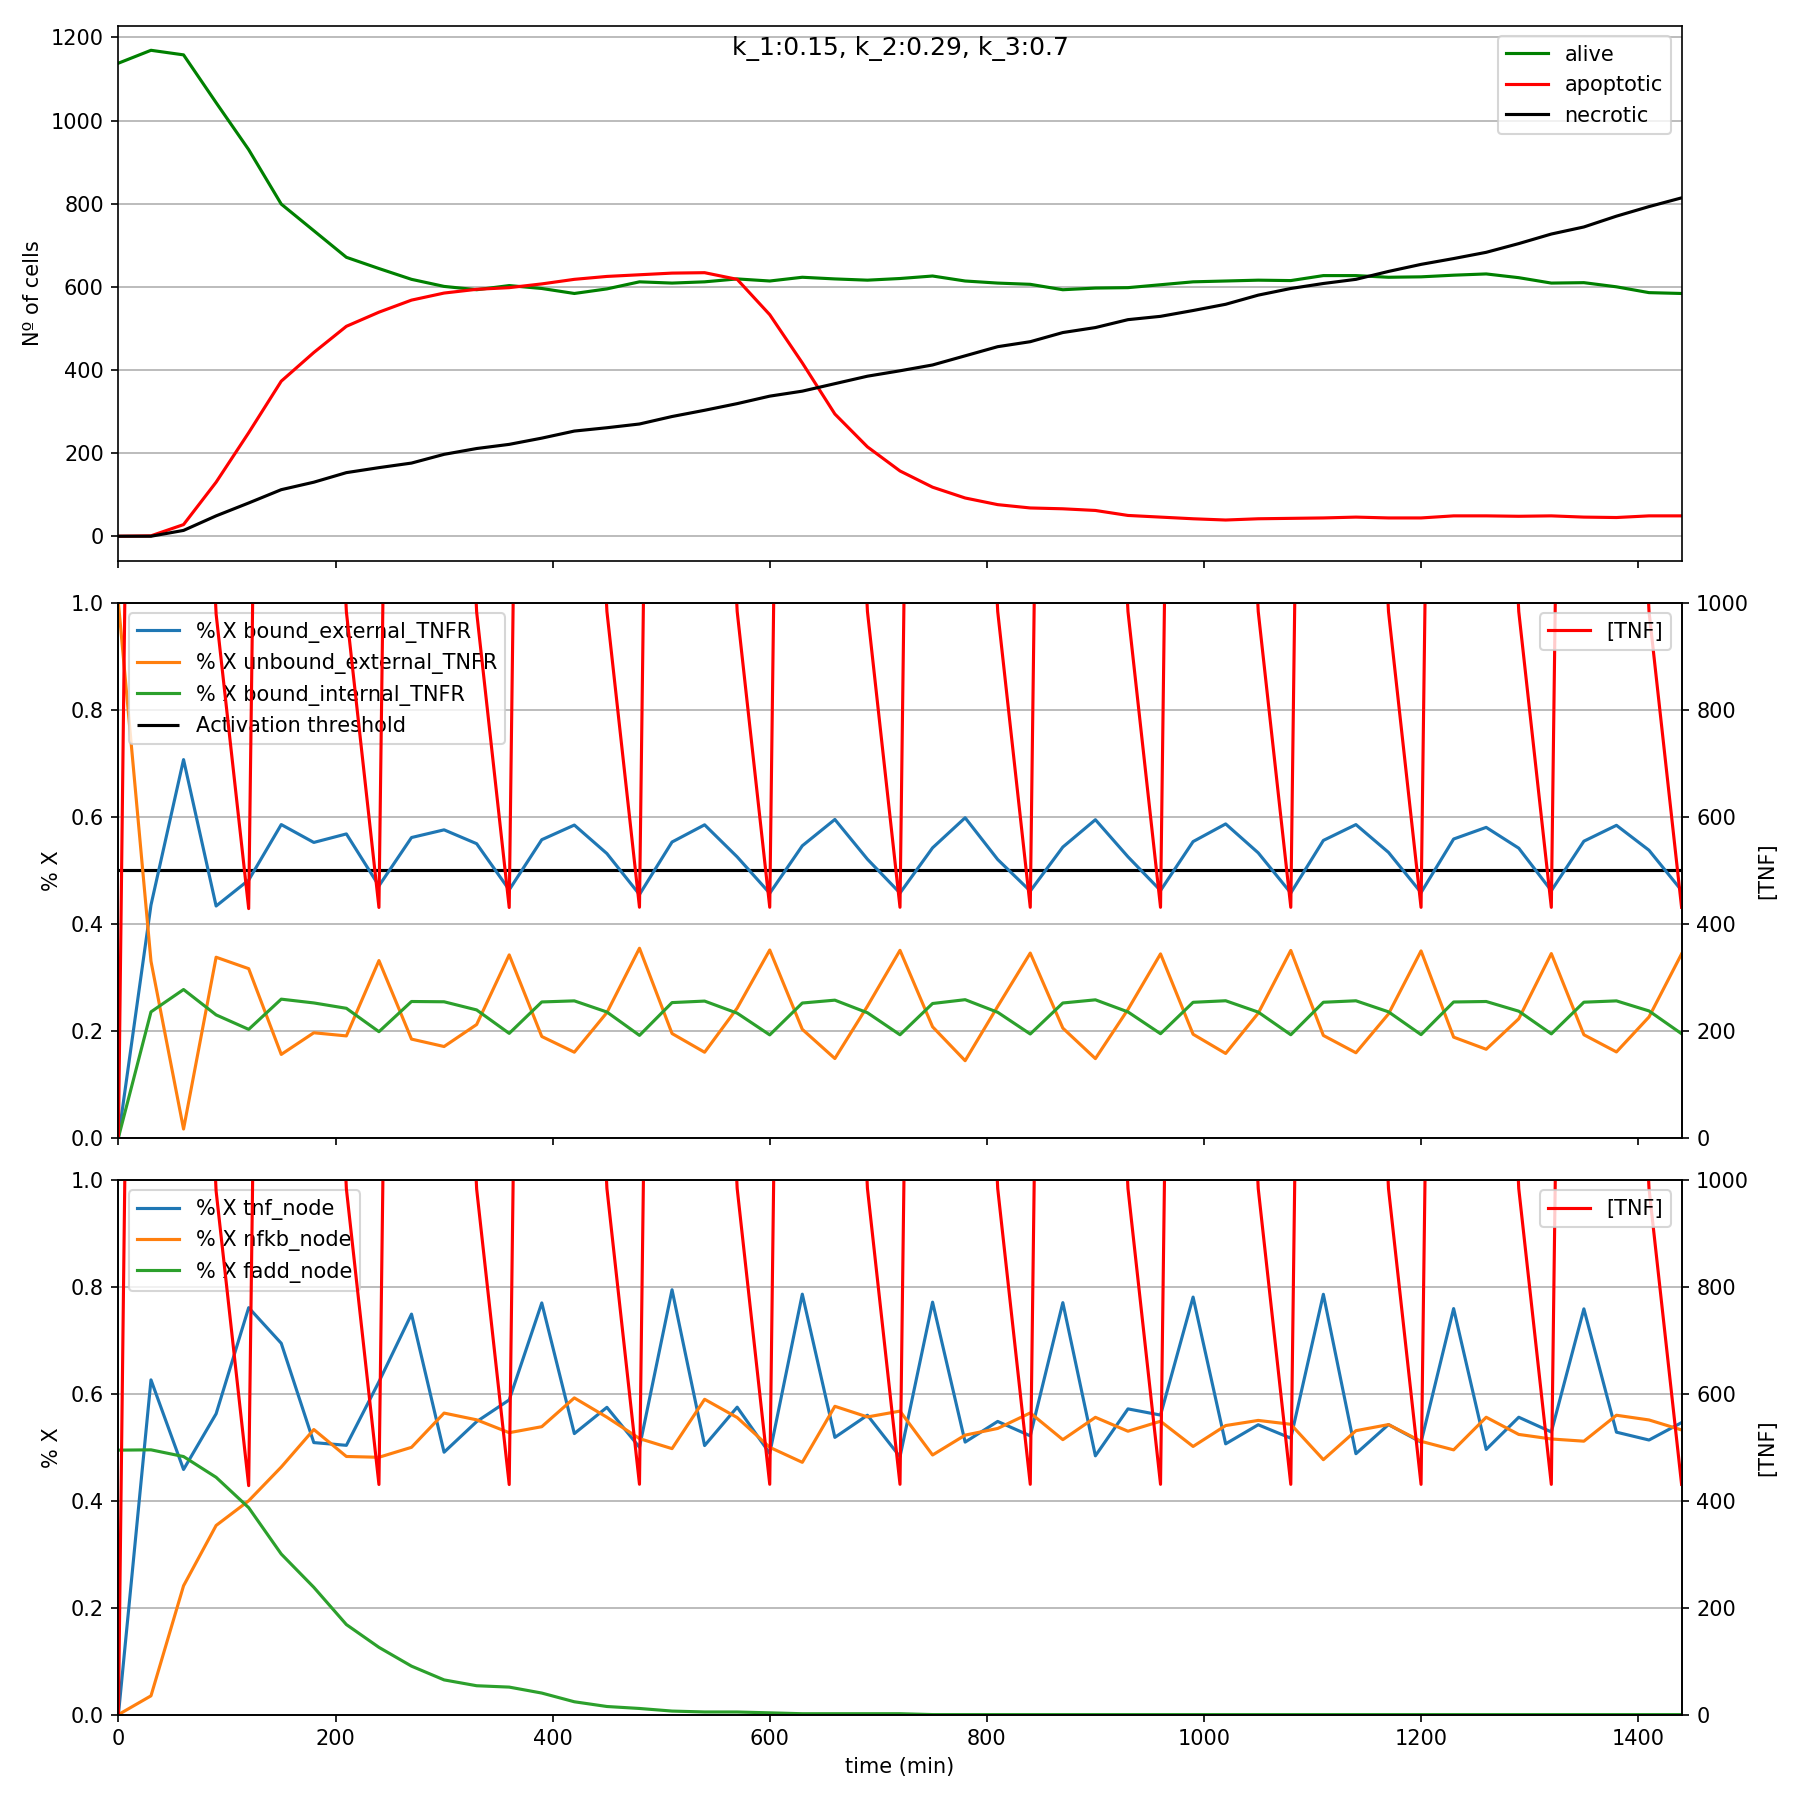 k_1:0.15, k_2:0.29, k_3:0.7
Nº of cells
1200
1000
800
600
400
200
0
alive
apoptotic
necrotic
% X
1.0
0.8
0.6
0.4
0.2
0.0
% X bound_external_TNFR
% X unbound_external_TNFR
% X bound_internal_TNFR
Activation threshold
[TNF]
1000
800
600
400
200
0
[TNF]
% X
1.0
0.8
0.6
0.4
0.2
0.0
% X tnf_node
% X nfkb_node
% X fadd_node
[TNF]
1000
800
600
400
200
0
[TNF]
0 200 400 600 800 1000 1200 1400
time (min)